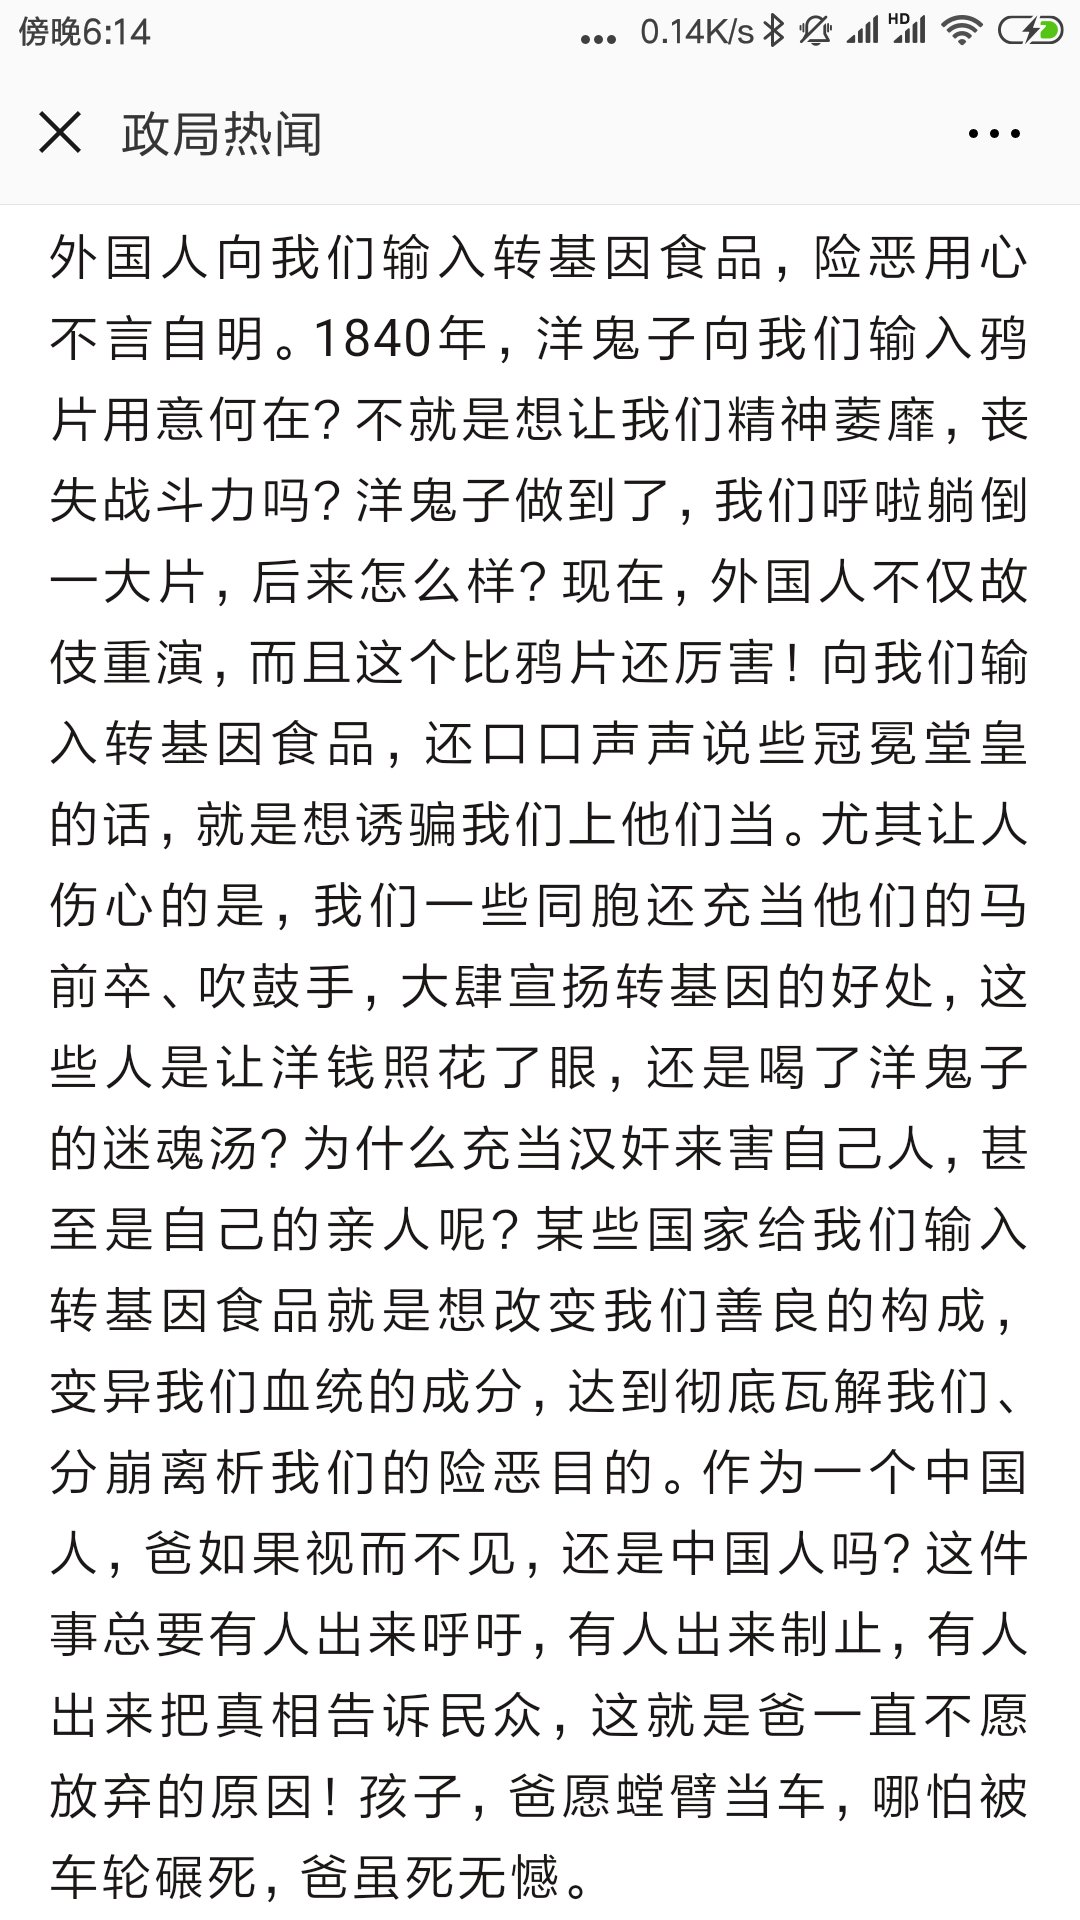 傍晚6:14
... 0.14K/s HD
政局热闻
外国人向我们输入转基因食品，险恶用心
不言自明。1840年，洋鬼子向我们输入鸦
片用意何在？不就是想让我们精神萎靡，丧
失战斗力吗？洋鬼子做到了，我们呼啦躺倒
一大片，后来怎么样？现在，外国人不仅故
伎重演，而且这个比鸦片还厉害！向我们输
入转基因食品，还口口声声说些冠冕堂皇
的话，就是想诱骗我们上他们当。尤其让人
伤心的是，我们一些同胞还充当他们的马
前卒、吹鼓手，大肆宣扬转基因的好处，这
些人是让洋钱照花了眼，还是喝了洋鬼子
的迷魂汤？为什么充当汉奸来害自己人，甚
至是自己的亲人呢？某些国家给我们输入
转基因食品就是想改变我们善良的构成，
变异我们血统的成分，达到彻底瓦解我们、
分崩离析我们的险恶目的。作为一个中国
人，爸如果视而不见，还是中国人吗？这件
事总要有人出来呼吁，有人出来制止，有人
出来把真相告诉民众，这就是爸一直不愿
放弃的原因！孩子，爸愿螳臂当车，哪怕被
车轮碾死，爸虽死无憾。